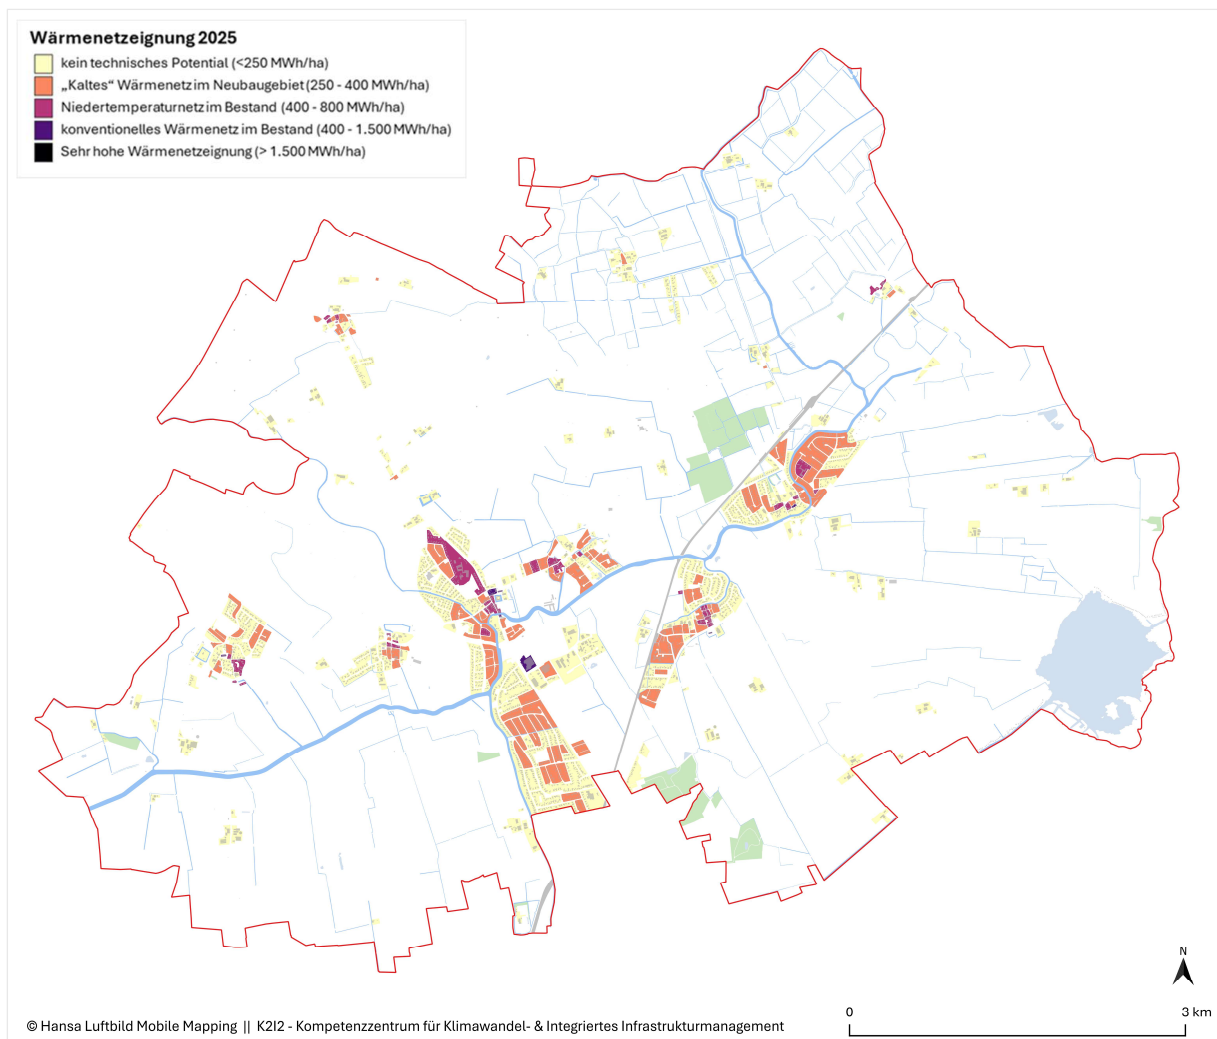 Wärmenetzeignung 2025
kein technisches Potential (<250 MWh/ha)
„Kaltes“ Wärmenetz im Neubaugebiet (250 - 400 MWh/ha)
Niedertemperaturnetz im Bestand (400 - 800 MWh/ha)
konventionelles Wärmenetz im Bestand (400 - 1.500 MWh/ha)
Sehr hohe Wärmenetzeignung (> 1.500 MWh/ha)
N
0 3 km
© Hansa Luftbild Mobile Mapping || K2I2 - Kompetenzzentrum für Klimawandel- & Integriertes Infrastrukturmanagement